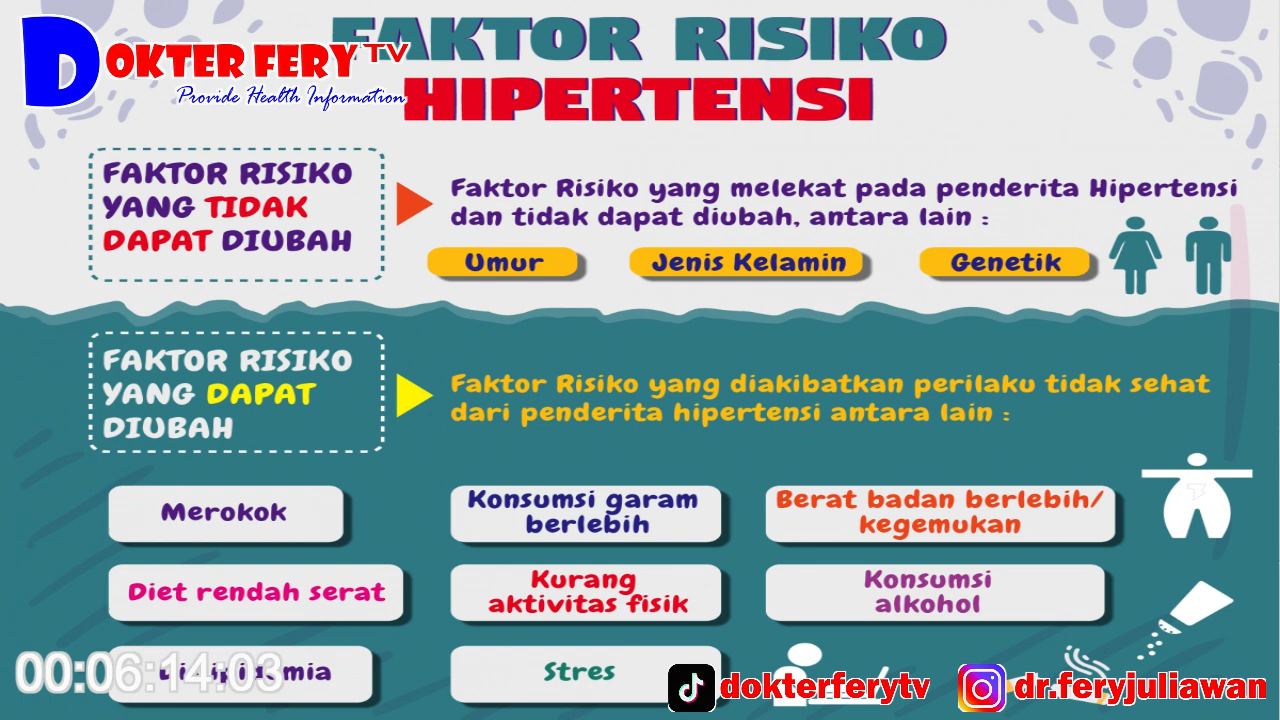 FAKTOR RISIKO
DOKTER FERY TV
Provide Health Information
HIPERTENSI
FAKTOR RISIKO
YANG TIDAK
DAPAT DIUBAH
Faktor Risiko yang melekat pada penderita Hipertensi
dan tidak dapat diubah, antara lain :
Umur
Jenis Kelamin
Genetik
FAKTOR RISIKO
YANG DAPAT
DIUBAH
Faktor Risiko yang diakibatkan perilaku tidak sehat
dari penderita hipertensi antara lain :
Merokok
Konsumsi garam
berlebih
Berat badan berlebih/
kegemukan
Diet rendah serat
Kurang
aktivitas fisik
Konsumsi
alkohol
00:06:14:03
Stres
dokterferytv
dr.feryjuliawan